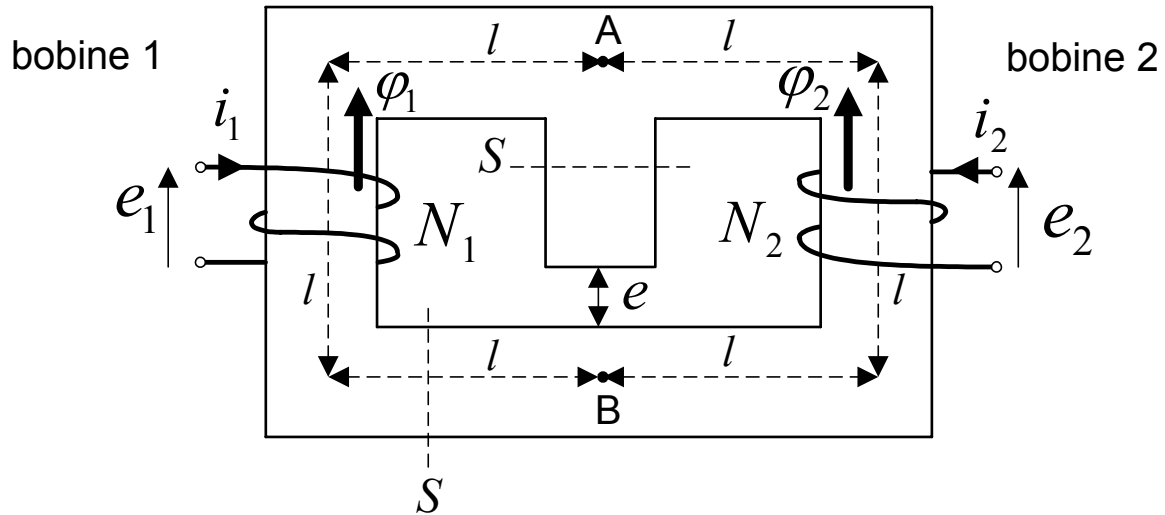 l A l
bobine 1 bobine 2
φ₁ φ₂
i₁ S i₂
e₁ N₁ N₂ e₂
l e l
l l
B
S